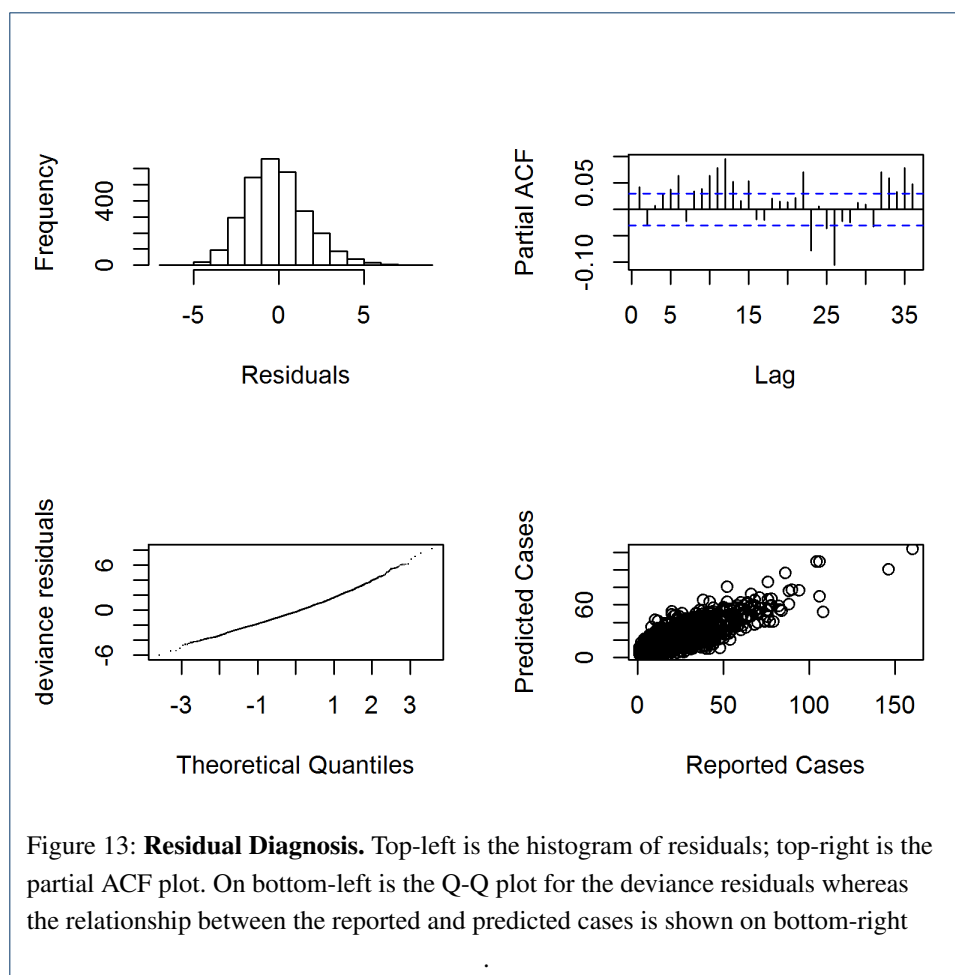 Frequency
0
400
-5
0
5
Residuals
Partial ACF
-0.10
0.05
0
5
15
25
35
Lag
deviance residuals
-6
0
6
-3
-1
1
2
3
Theoretical Quantiles
Predicted Cases
0
60
0
50
100
150
Reported Cases
Figure 13: Residual Diagnosis. Top-left is the histogram of residuals; top-right is the
partial ACF plot. On bottom-left is the Q-Q plot for the deviance residuals whereas
the relationship between the reported and predicted cases is shown on bottom-right
.